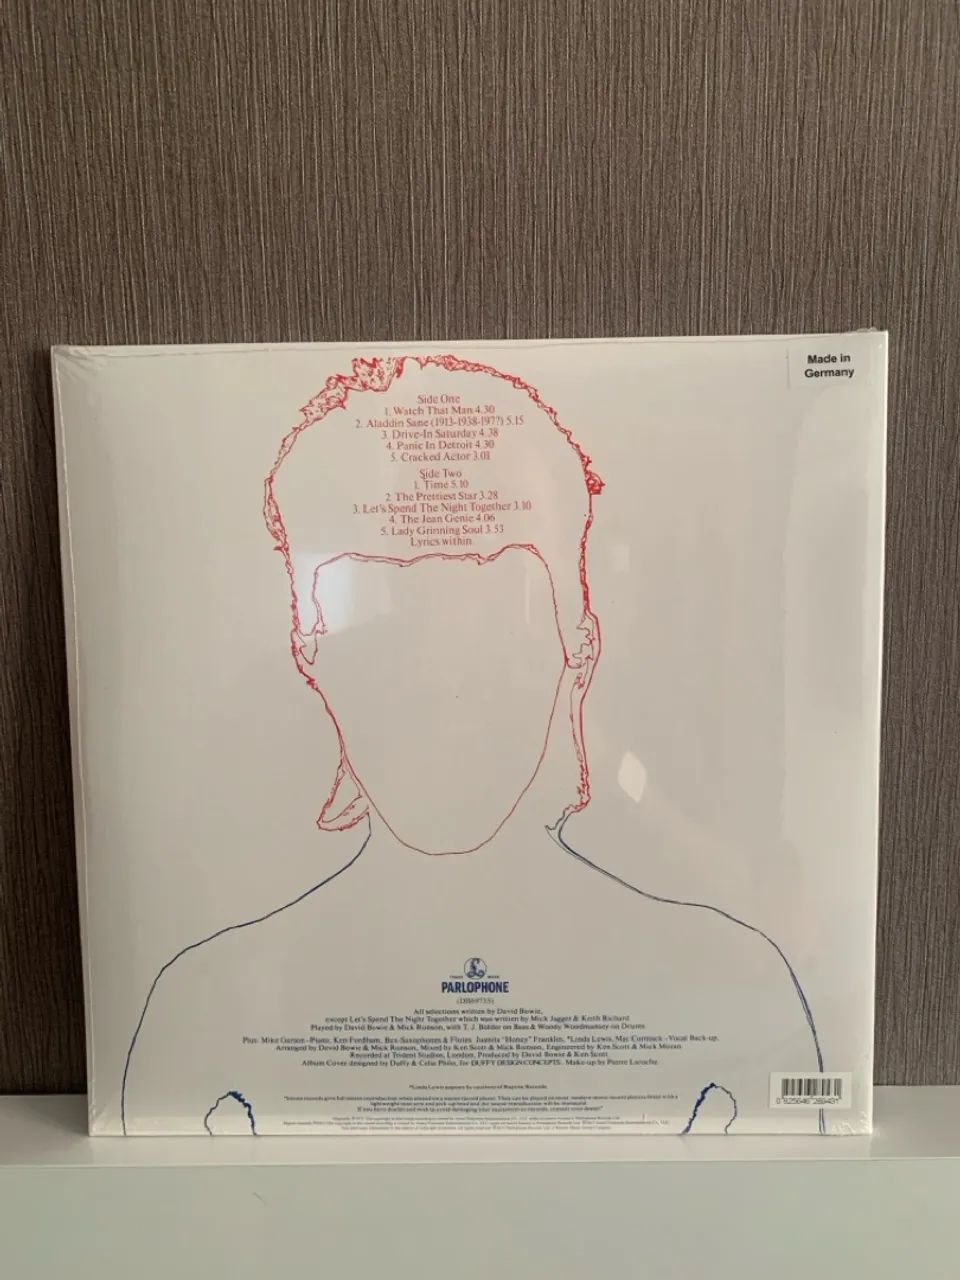 Made in
Germany
Side One
1. Watch That Man 4.30
2. Aladdin Sane (1913-1938-197?) 5.15
3. Drive-In Saturday 4.38
4. Panic In Detroit 4.30
5. Cracked Actor 3.01
Side Two
1. Time 5.10
2. The Prettiest Star 3.28
3. Let's Spend The Night Together 3.10
4. The Jean Genie 4.06
5. Lady Grinning Soul 3.53
Lyrics within.
TRADE MARK
PARLOPHONE
All selections written by David Bowie,
except Let's Spend The Night Together which was written by Mick Jagger & Keith Richard
Played by David Bowie & Mick Ronson, with T. J. Bolder on Bass & Woody Woodmansey on Drums
Plus: Mike Garson - Piano, Ken Fordham, Bux - Saxophones & Flutes Juanita "Honey" Franklin, *Linda Lewis, Mac Cormack - Vocal Back-up.
Arranged by David Bowie & Mick Ronson, Mixed by Ken Scott & Mick Ronson, Engineered by Ken Scott & Mick Moran
Recorded at Trident Studios, London, Produced by David Bowie & Ken Scott
Album Cover designed by Duffy & Celia Philo, for DUFFY DESIGN CONCEPTS. Make-up by Pierre Laroche.
*Linda Lewis appears by courtesy of Reprise Records